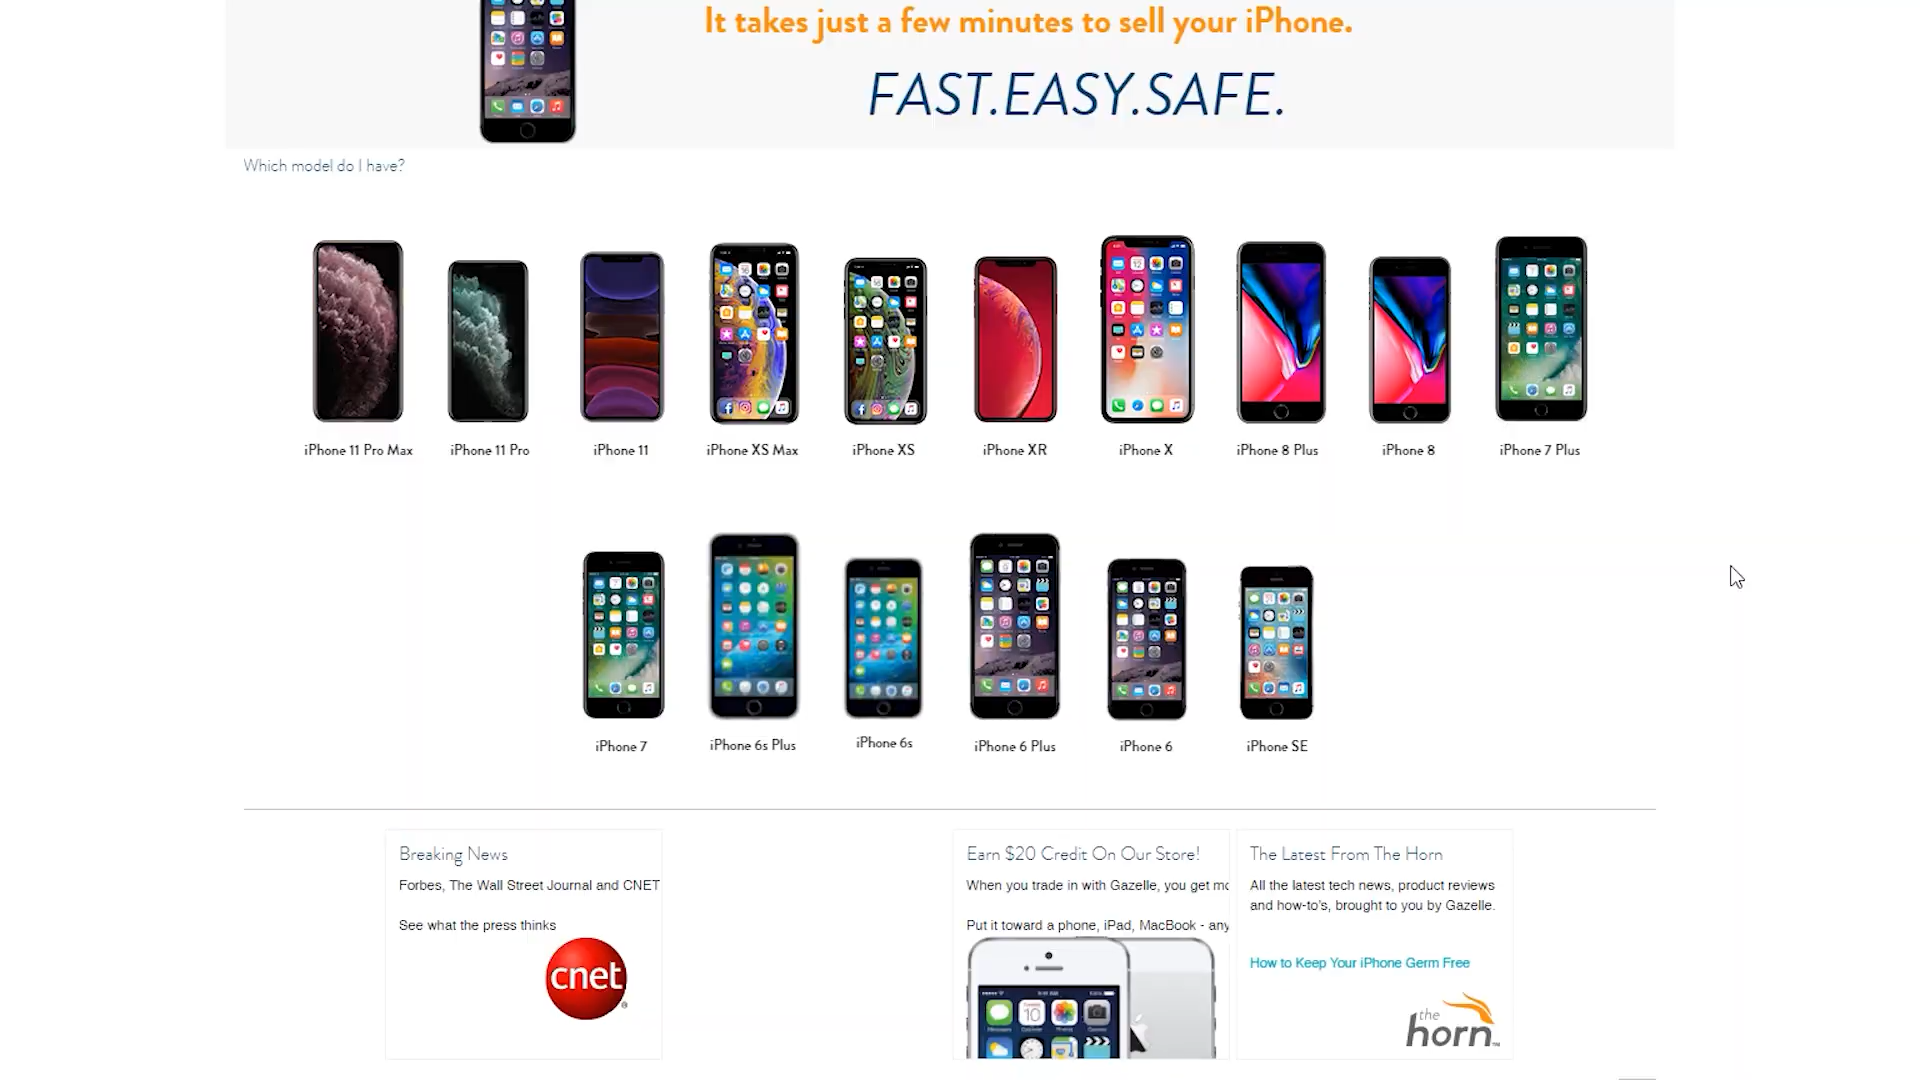 It takes just a few minutes to sell your iPhone.
FAST.EASY.SAFE.
Which model do I have?
iPhone 11 Pro Max
iPhone 11 Pro
iPhone 11
iPhone XS Max
iPhone XS
iPhone XR
iPhone X
iPhone 8 Plus
iPhone 8
iPhone 7 Plus
iPhone 7
iPhone 6s Plus
iPhone 6s
iPhone 6 Plus
iPhone 6
iPhone SE
Breaking News
Forbes, The Wall Street Journal and CNET
See what the press thinks
cnet
Earn $20 Credit On Our Store!
When you trade in with Gazelle, you get mo
Put it toward a phone, iPad, MacBook - any
The Latest From The Horn
All the latest tech news, product reviews
and how-to's, brought to you by Gazelle.
How to Keep Your iPhone Germ Free
the
horn™